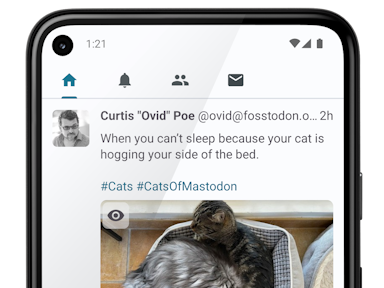 1:21
Curtis "Ovid" Poe @ovid@fosstodon.o... 2h
When you can't sleep because your cat is
hogging your side of the bed.
#Cats #CatsOfMastodon